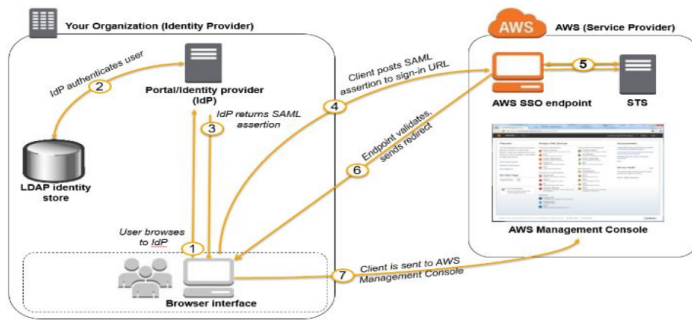 Your Organization (Identity Provider)
AWS
AWS (Service Provider)
IdP authenticates user
2
Portal/Identity provider
(IdP)
Client posts SAML
assertion to sign-in URL
5
AWS SSO endpoint
STS
4
3
IdP returns SAML
assertion
Endpoint validates,
sends redirect
6
LDAP identity
store
AWS Management Console
User browses
to IdP
1
7
Client is sent to AWS
Management Console
Browser interface